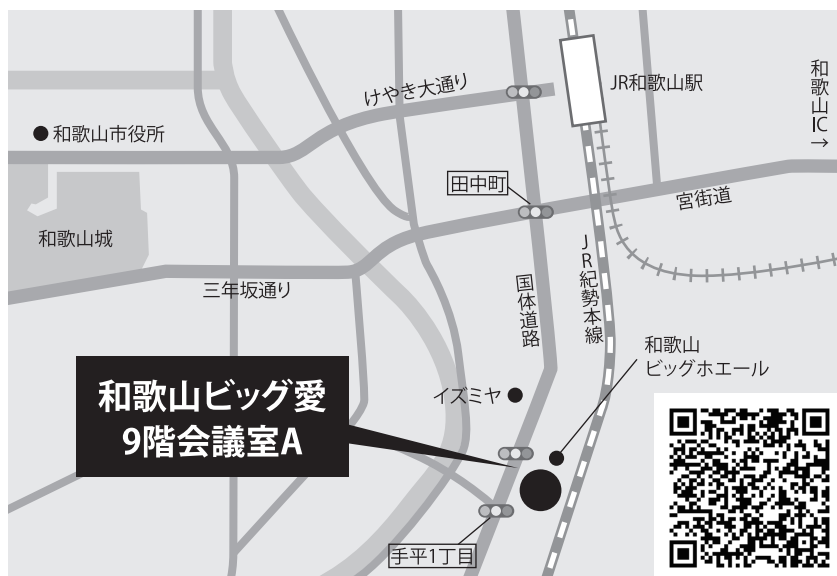 けやき大通り
JR和歌山駅
和歌山IC→
和歌山市役所
田中町
宮街道
和歌山城
三年坂通り
国体道路
JR紀勢本線
和歌山
ビッグホエール
和歌山ビッグ愛
9階会議室A
イズミヤ
手平1丁目